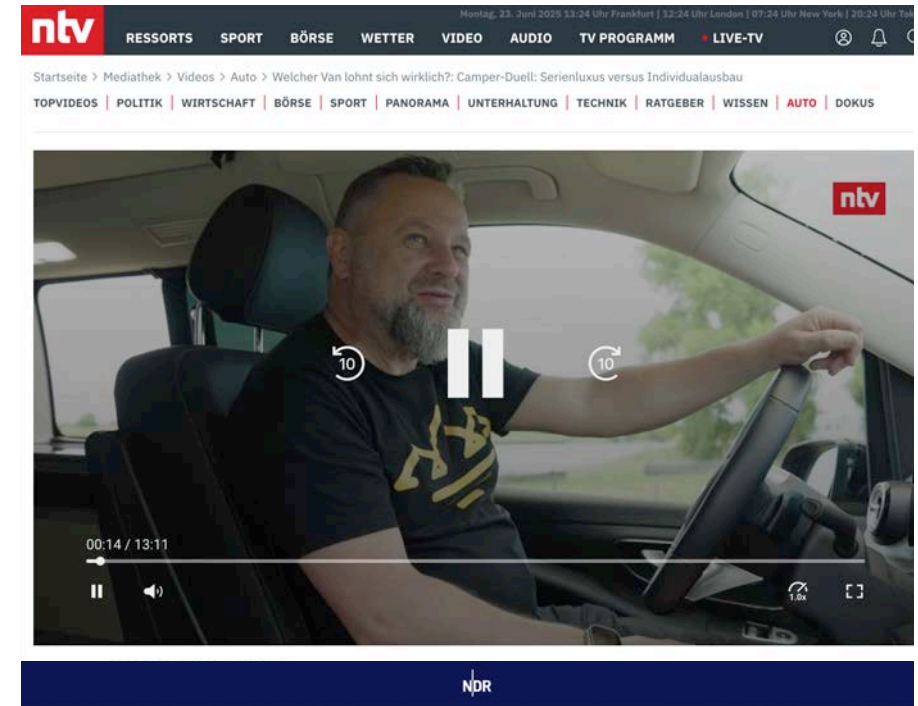 ntv
Montag, 23. Juni 2025 13:24 Uhr Frankfurt | 12:24 Uhr London | 07:24 Uhr New York | 20:24 Uhr
RESSORTS SPORT BÖRSE WETTER VIDEO AUDIO TV PROGRAMM • LIVE-TV
Startseite > Mediathek > Videos > Auto > Welcher Van lohnt sich wirklich?: Camper-Duell: Serienluxus versus Individualausbau
TOPVIDEOS | POLITIK | WIRTSCHAFT | BÖRSE | SPORT | PANORAMA | UNTERHALTUNG | TECHNIK | RATGEBER | WISSEN | AUTO | DOKUS
ntv
10 10
00:14 / 13:11
1.0x
NDR